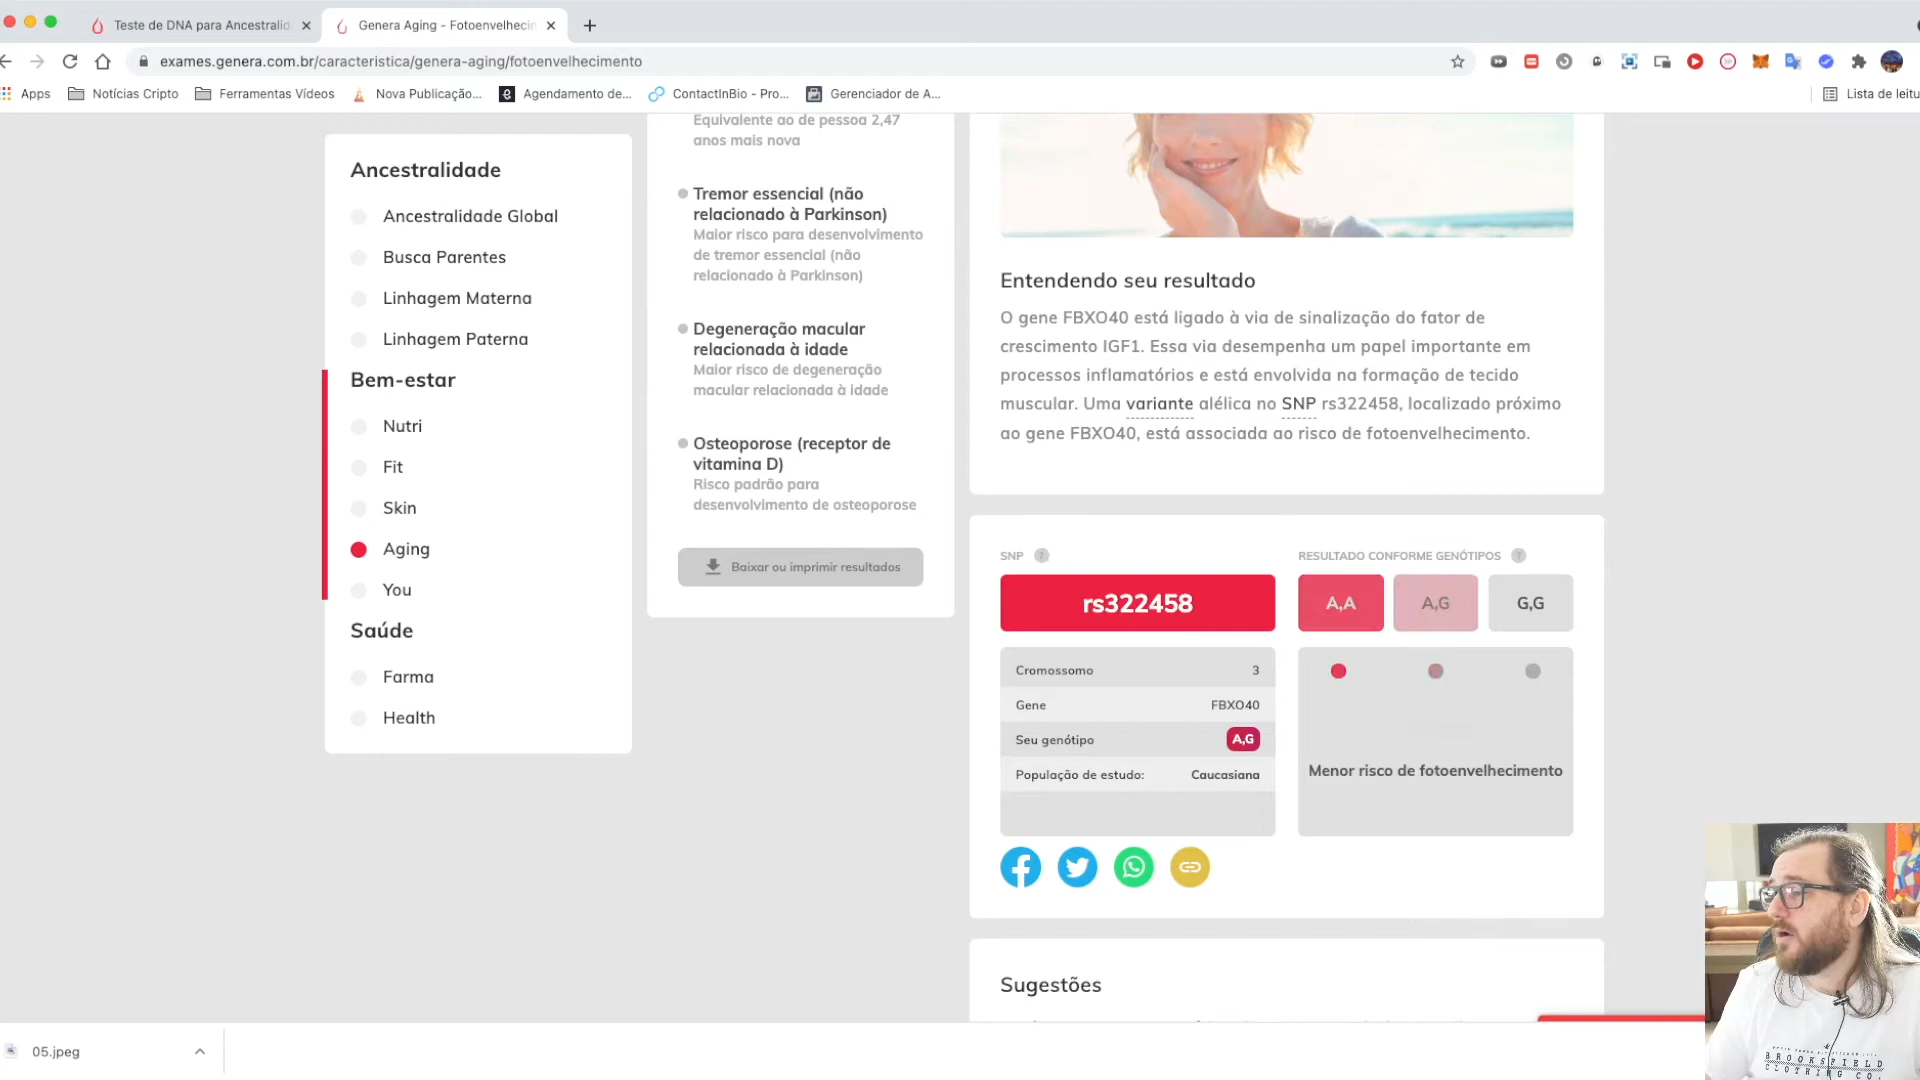 Teste de DNA para Ancestralid
Genera Aging - Fotoenvelhecin
exames.genera.com.br/caracteristica/genera-aging/fotoenvelhecimento
Apps
Notícias Cripto
Ferramentas Vídeos
Nova Publicação...
Agendamento de...
ContactInBio - Pro...
Gerenciador de A...
Lista de leitu
Ancestralidade
Ancestralidade Global
Busca Parentes
Linhagem Materna
Linhagem Paterna
Bem-estar
Nutri
Fit
Skin
Aging
You
Saúde
Farma
Health
Equivalente ao de pessoa 2,47
anos mais nova
Tremor essencial (não
relacionado à Parkinson)
Maior risco para desenvolvimento
de tremor essencial (não
relacionado à Parkinson)
Degeneração macular
relacionada à idade
Maior risco de degeneração
macular relacionada à idade
Osteoporose (receptor de
vitamina D)
Risco padrão para
desenvolvimento de osteoporose
Baixar ou imprimir resultados
Entendendo seu resultado
O gene FBXO40 está ligado à via de sinalização do fator de
crescimento IGF1. Essa via desempenha um papel importante em
processos inflamatórios e está envolvida na formação de tecido
muscular. Uma variante alélica no SNP rs322458, localizado próximo
ao gene FBXO40, está associada ao risco de fotoenvelhecimento.
SNP ?
rs322458
Cromossomo 3
Gene FBXO40
Seu genótipo A,G
População de estudo: Caucasiana
RESULTADO CONFORME GENÓTIPOS ?
A,A A,G G,G
Menor risco de fotoenvelhecimento
Sugestões
05.jpeg
BROOKSFIELD
CLOTHING CO.